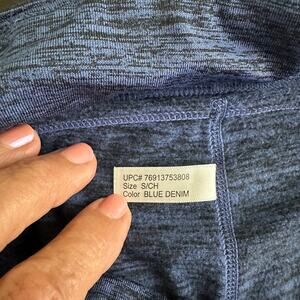 UPC# 76913753808
Size S/CH
Color BLUE DENIM